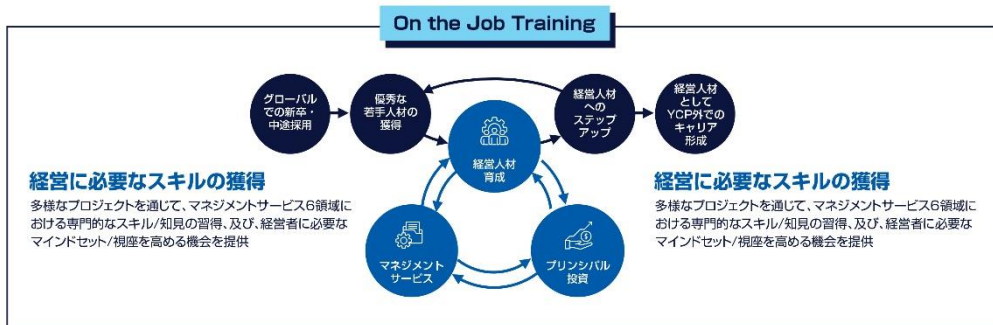 On the Job Training
グローバル
での新卒・
中途採用
優秀な
若手人材の
獲得
経営人材
への
ステップ
アップ
経営人材
として
YCP外での
キャリア
形成
経営人材
育成
経営に必要なスキルの獲得
多様なプロジェクトを通じて、マネジメントサービス6領域に
おける専門的なスキル/知見の習得、及び、経営者に必要な
マインドセット/視座を高める機会を提供
マネジメント
サービス
プリンシパル
投資
経営に必要なスキルの獲得
多様なプロジェクトを通じて、マネジメントサービス6領域に
おける専門的なスキル/知見の習得、及び、経営者に必要な
マインドセット/視座を高める機会を提供